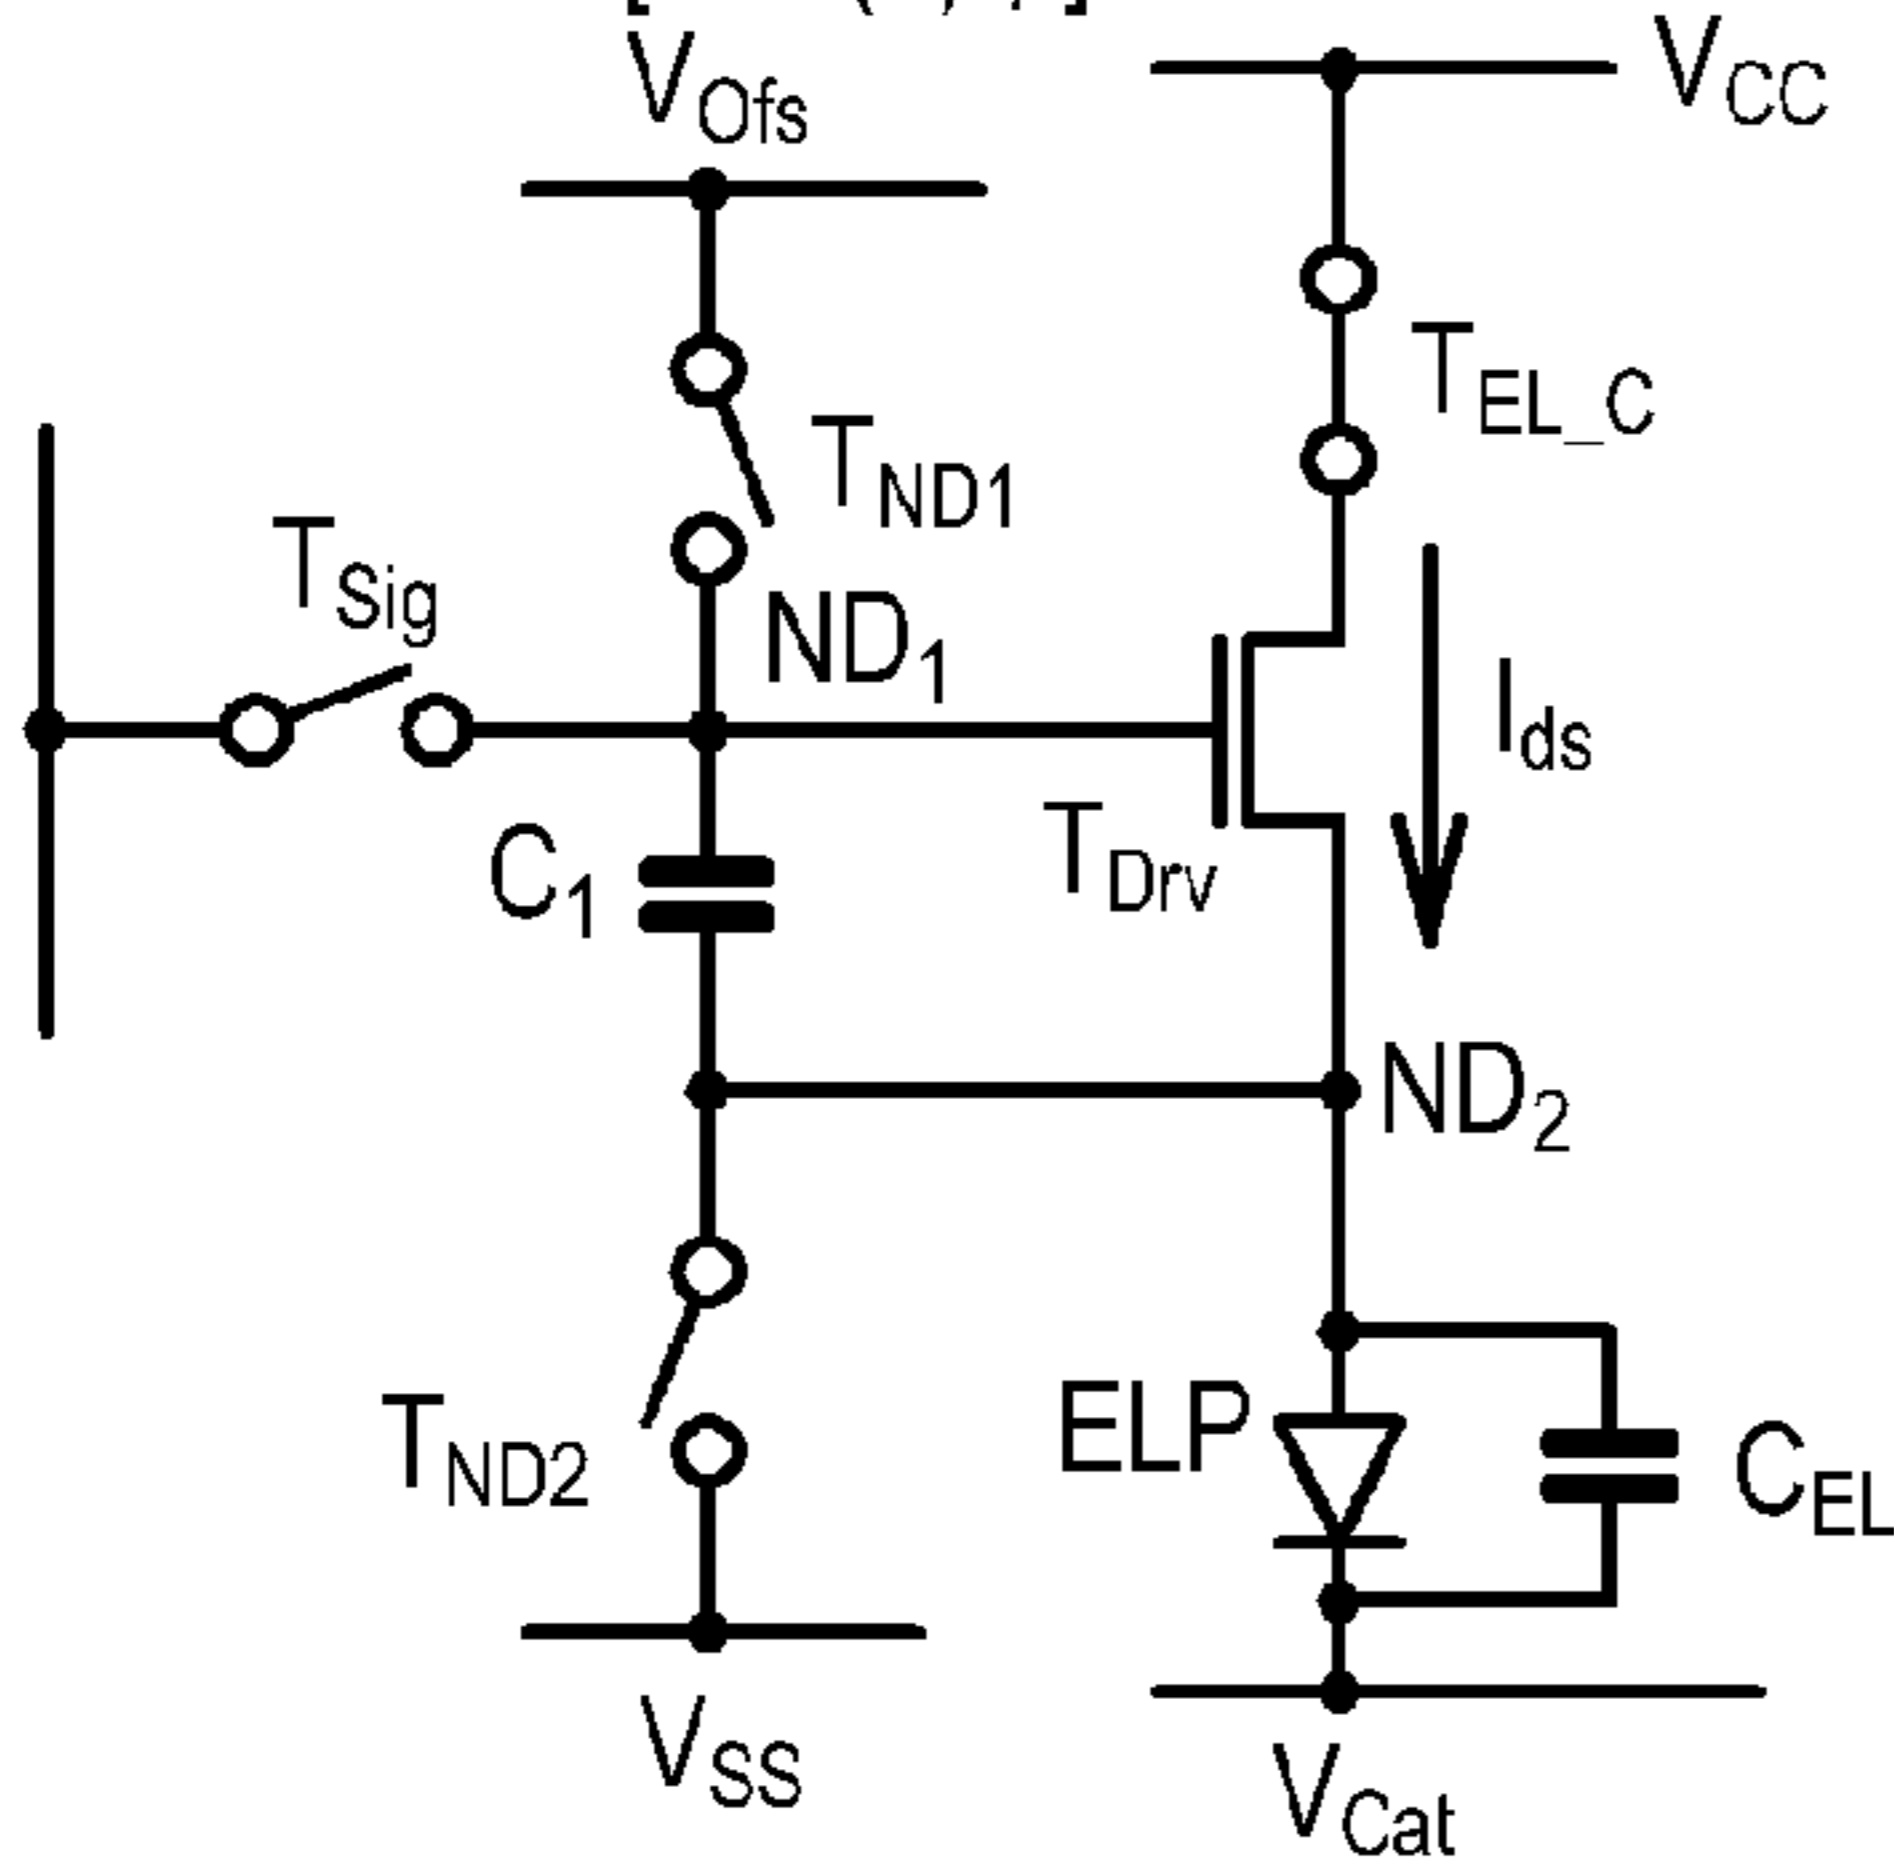 V_Ofs
V_CC
T_EL_C
T_ND1
T_Sig
ND_1
I_ds
C_1
T_Drv
ND_2
ELP
C_EL
T_ND2
V_SS
V_Cat